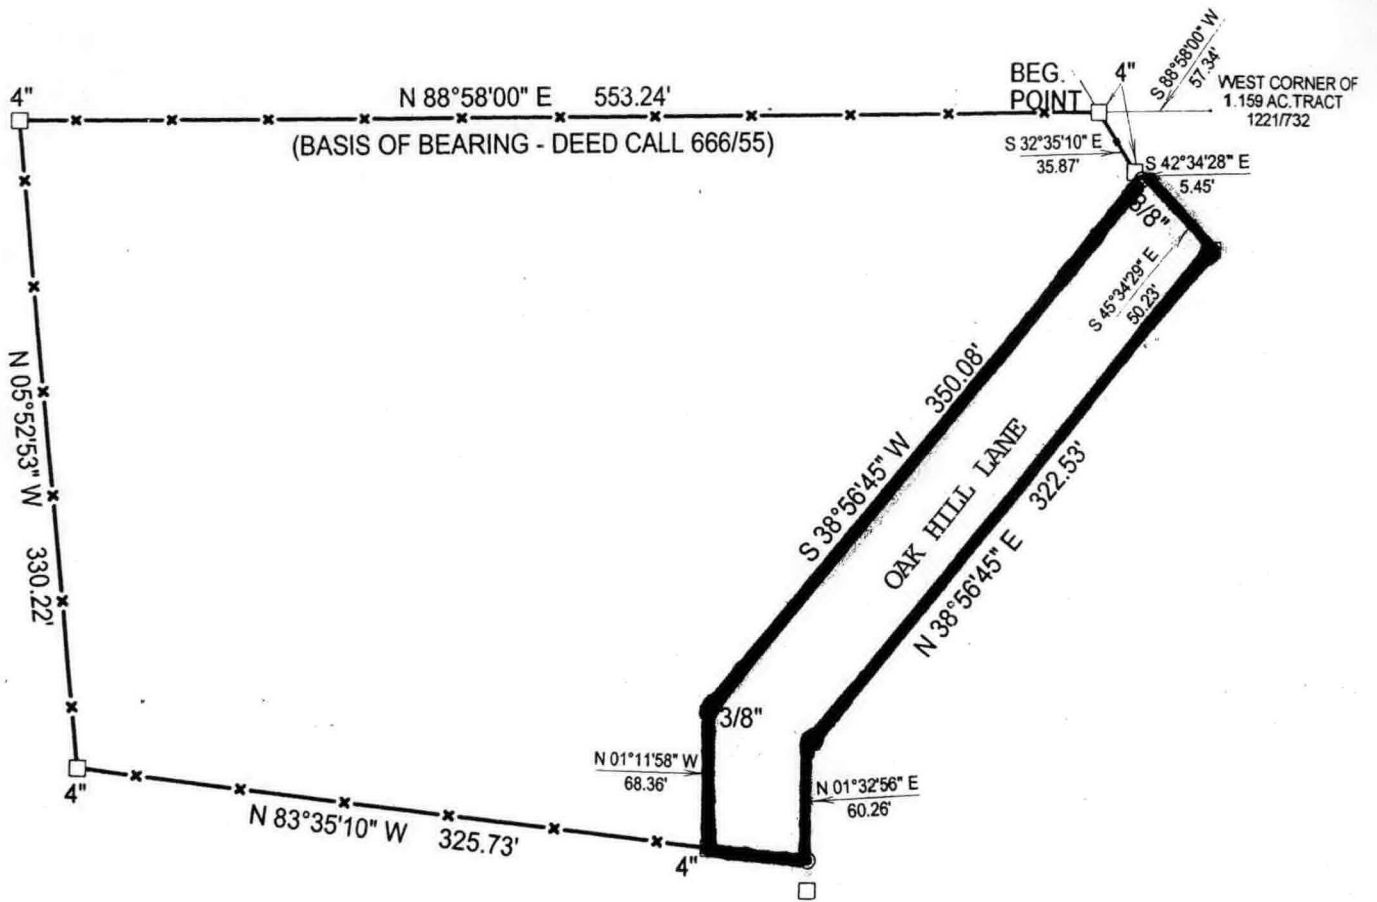 4"
N 88°58'00" E 553.24'
(BASIS OF BEARING - DEED CALL 666/55)
BEG.
POINT
4"
S 88°58'00" W
57.34'
WEST CORNER OF
1.159 AC.TRACT
1221/732
S 32°35'10" E
35.87'
S 42°34'28" E
5.45'
3/8"
S 45°34'29" E
50.23'
N 05°52'53" W 330.22'
S 38°56'45" W 350.08'
OAK HILL LANE
N 38°56'45" E 322.53'
3/8"
N 01°11'58" W
68.36'
N 01°32'56" E
60.26'
4"
N 83°35'10" W 325.73'
4"